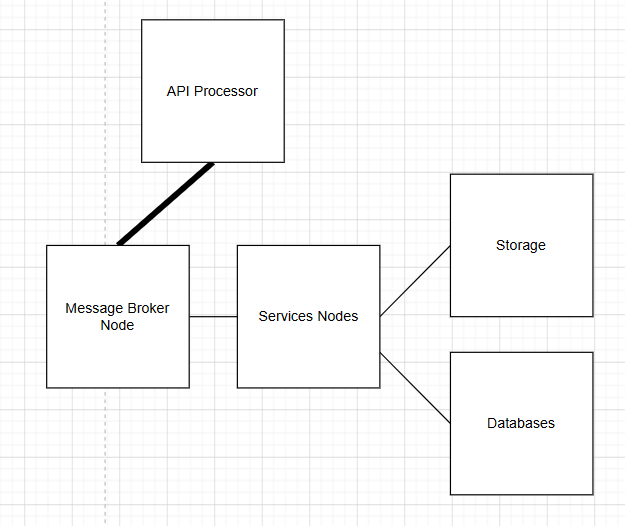 API Processor
Storage
Message Broker
Node
Services Nodes
Databases